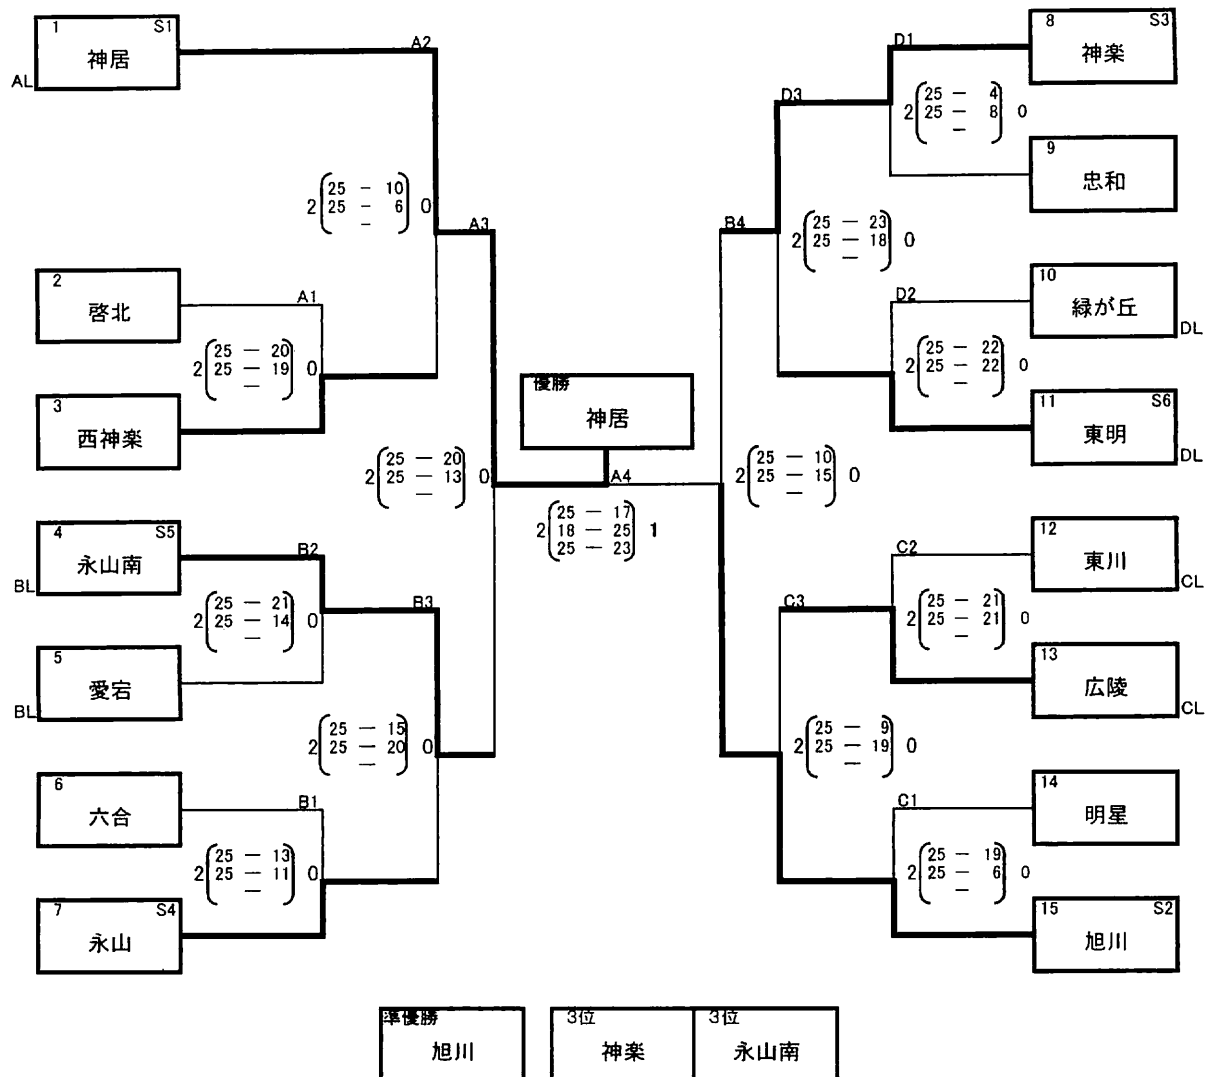 1 S1
神居
AL
A2
2 ( 25 — 10 ) 0
25 — 6
—
A3
2
啓北
A1
2 ( 25 — 20 ) 0
25 — 19
—
3
西神楽
4 S5
永山南
BL
B2
2 ( 25 — 21 ) 0
25 — 14
—
5
愛宕
BL
B3
2 ( 25 — 15 ) 0
25 — 20
—
6
六合
B1
2 ( 25 — 13 ) 0
25 — 11
—
7 S4
永山
2 ( 25 — 20 ) 0
25 — 13
—
優勝
神居
A4
25 — 17
2 ( 18 — 25 ) 1
25 — 23
8 S3
神楽
D1
2 ( 25 — 4 ) 0
25 — 8
—
9
忠和
D3
2 ( 25 — 23 ) 0
25 — 18
—
B4
10
緑が丘
DL
D2
2 ( 25 — 22 ) 0
25 — 22
—
11 S6
東明
DL
2 ( 25 — 10 ) 0
25 — 15
—
12
東川
CL
C2
2 ( 25 — 21 ) 0
25 — 21
—
13
広陵
CL
C3
2 ( 25 — 9 ) 0
25 — 19
—
14
明星
C1
2 ( 25 — 19 ) 0
25 — 6
—
15 S2
旭川
準優勝
旭川
3位
神楽
3位
永山南